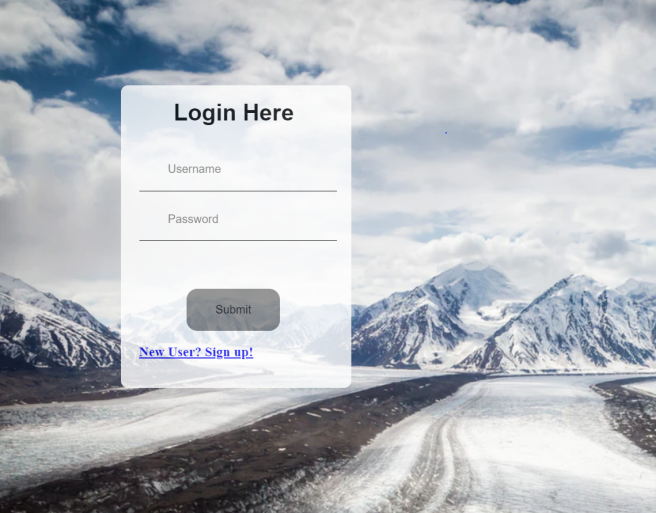 Login Here
Username
Password
Submit
New User? Sign up!